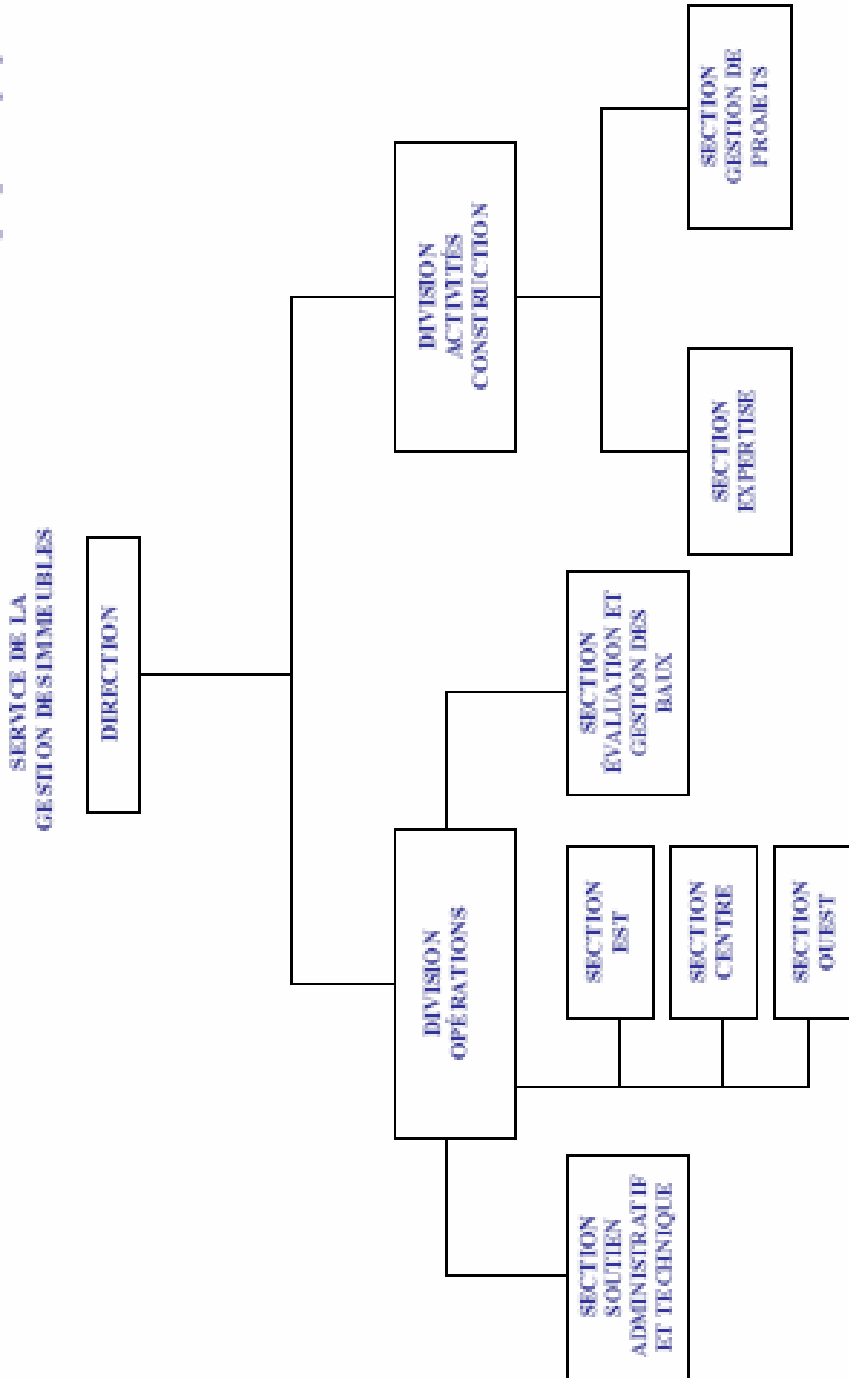 SERVICE DE LA
GESTION DES IMMEUBLES
DIRECTION
DIVISION
OPÉRATIONS
DIVISION
ACTIVITÉS
CONSTRUCTION
SECTION
SOUTIEN
ADMINISTRATIF
ET TECHNIQUE
SECTION
EST
SECTION
CENTRE
SECTION
OUEST
SECTION
ÉVALUATION ET
GESTION DES
BAUX
SECTION
EXPERTISE
SECTION
GESTION DE
PROJETS